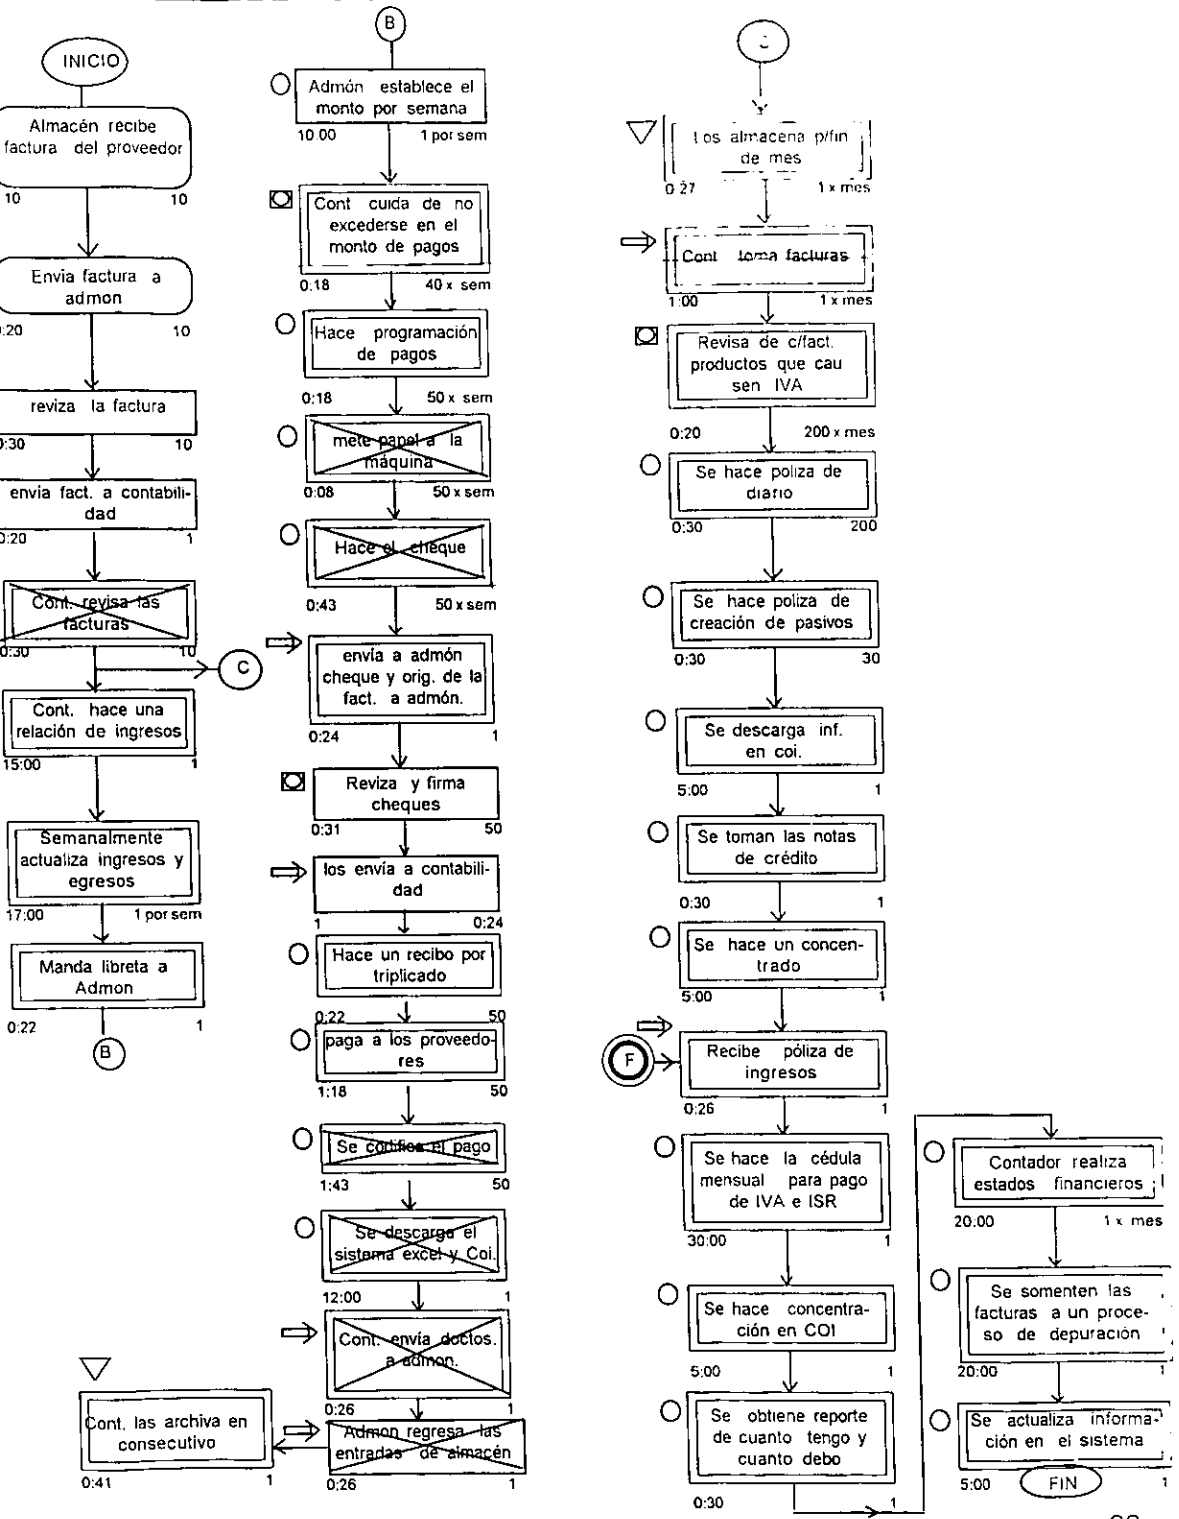 INICIO
Almacén recibe
factura del proveedor
10 10
Envia factura a
admon
0:20 10
reviza la factura
0:30 10
envia fact. a contabili-
dad
0:20 1
Cont. revisa las
facturas
0:30 10
C
Cont. hace una
relación de ingresos
15:00 1
Semanalmente
actualiza ingresos y
egresos
17:00 1 por sem
Manda libreta a
Admon
0:22 1
B
B
Admón establece el
monto por semana
10.00 1 por sem
Cont cuida de no
excederse en el
monto de pagos
0:18 40 x sem
Hace programación
de pagos
0:18 50 x sem
mete papel a la
máquina
0:08 50 x sem
Hace el cheque
0:43 50 x sem
envía a admón
cheque y orig. de la
fact. a admón.
0:24 1
Reviza y firma
cheques
0:31 50
los envía a contabili-
dad
1 0:24
Hace un recibo por
triplicado
0:22 50
paga a los proveedo-
res
1:18 50
Se codifica el pago
1:43 50
Se descarga el
sistema excel y Coi.
12:00 1
Cont. envía doctos.
a admon.
0:26 1
Admon regresa las
entradas de almacén
0:26 1
Cont. las archiva en
consecutivo
0:41 1
Los almacena p/fin
de mes
0:27 1 x mes
Cont toma facturas
1:00 1 x mes
Revisa de c/fact.
productos que cau
sen IVA
0:20 200 x mes
Se hace poliza de
diario
0:30 200
Se hace poliza de
creación de pasivos
0:30 30
Se descarga inf.
en coi.
5:00 1
Se toman las notas
de crédito
0:30 1
Se hace un concen-
trado
5:00 1
F
Recibe póliza de
ingresos
0:26 1
Se hace la cédula
mensual para pago
de IVA e ISR
30:00 1
Se hace concentra-
ción en COI
5:00 1
Se obtiene reporte
de cuanto tengo y
cuanto debo
0:30 1
Contador realiza
estados financieros
20:00 1 x mes
Se somenten las
facturas a un proce-
so de depuración
20:00 1
Se actualiza informa-
ción en el sistema
5:00 1
FIN